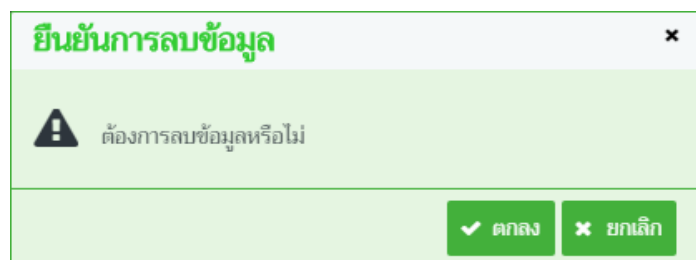 ยืนยันการลบข้อมูล
ต้องการลบข้อมูลหรือไม่
ตกลง ยกเลิก